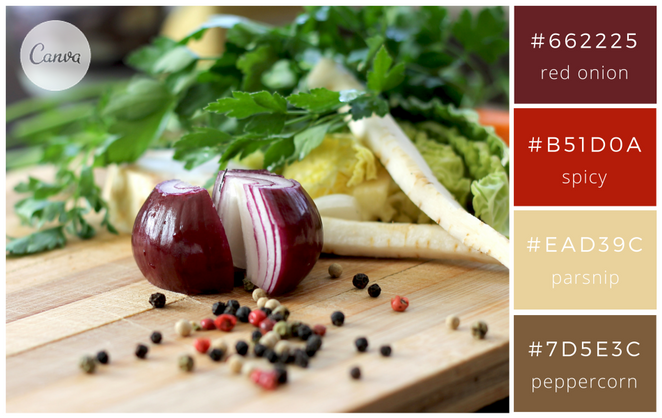 Canva
#662225
red onion
#B51D0A
spicy
#EAD39C
parsnip
#7D5E3C
peppercorn